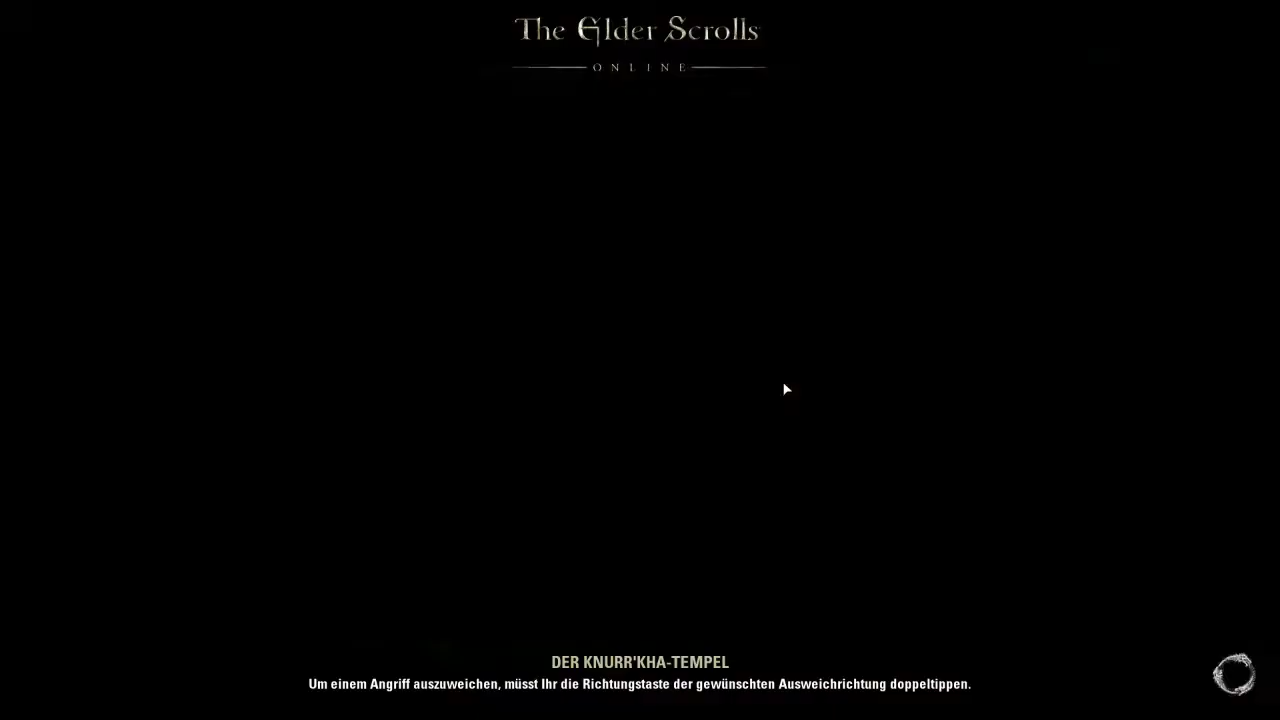 The Elder Scrolls
ONLINE
DER KNURR'KHA-TEMPEL
Um einem Angriff auszuweichen, müsst Ihr die Richtungstaste der gewünschten Ausweichrichtung doppeltippen.